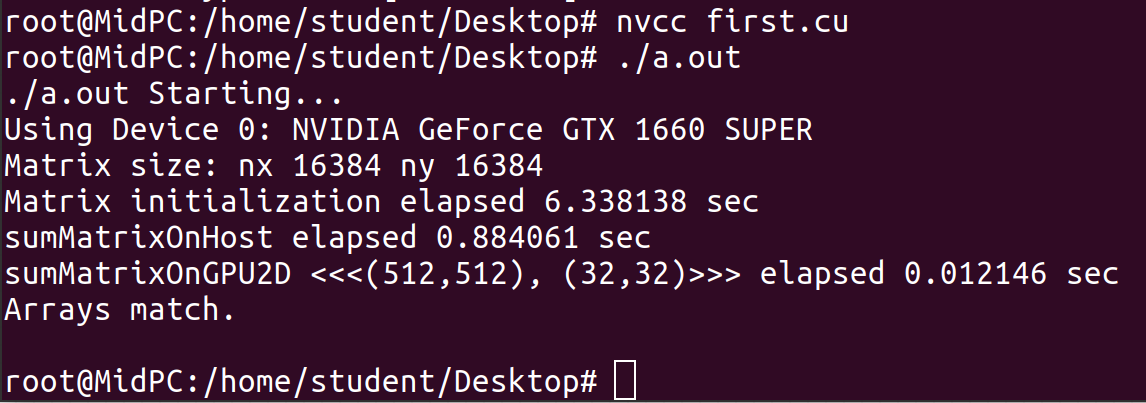 root@MidPC:/home/student/Desktop# nvcc first.cu
root@MidPC:/home/student/Desktop# ./a.out
./a.out Starting...
Using Device 0: NVIDIA GeForce GTX 1660 SUPER
Matrix size: nx 16384 ny 16384
Matrix initialization elapsed 6.338138 sec
sumMatrixOnHost elapsed 0.884061 sec
sumMatrixOnGPU2D <<<(512,512), (32,32)>>> elapsed 0.012146 sec
Arrays match.
root@MidPC:/home/student/Desktop#